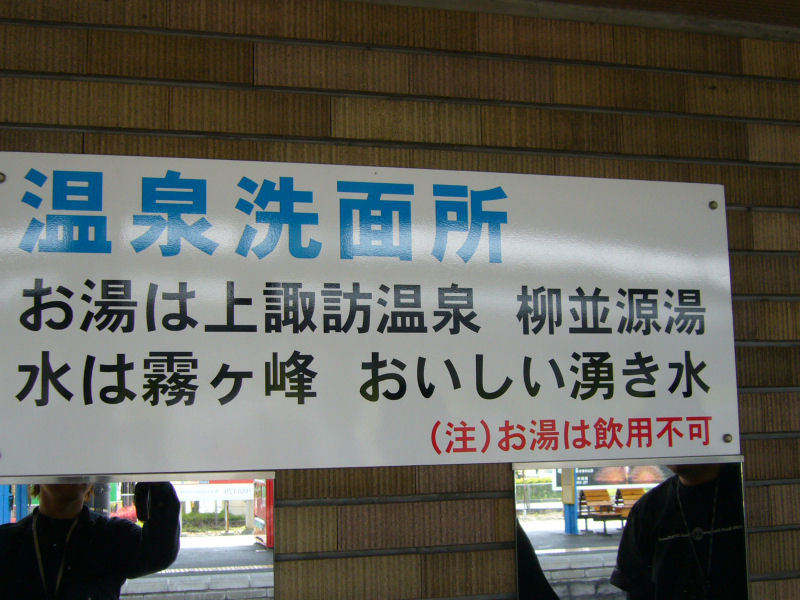 温泉洗面所
お湯は上諏訪温泉　柳並源湯
水は霧ヶ峰　おいしい湧き水
(注)お湯は飲用不可